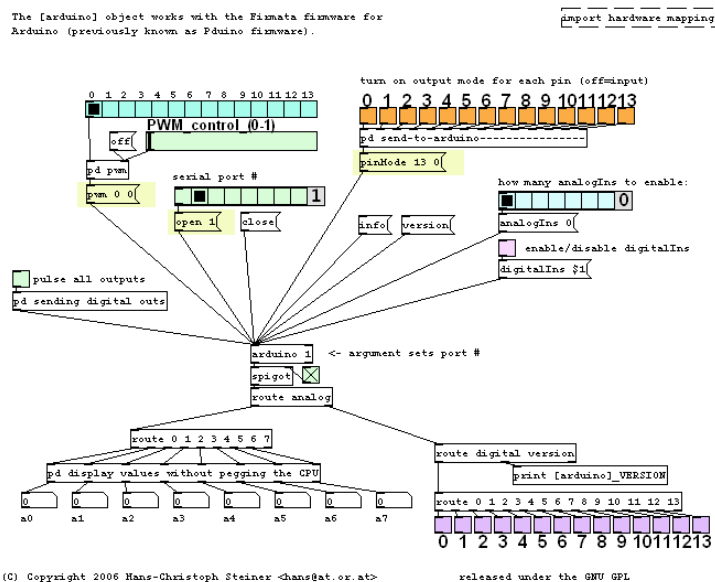 The [arduino] object works with the Firmata firmware for
Arduino (previously known as Pduino firmware).
import hardware mapping
turn on output mode for each pin (off=input)
0 1 2 3 4 5 6 7 8 9 10 11 12 13
0 1 2 3 4 5 6 7 8 9 10 11 12 13
PWM_control (0-1)
off
pd send-to-arduino---------------
pd pwm
pinMode 13 0
serial port #
how many analogIns to enable:
pwm 0 0
1
0
open 1
close
info
version
analogIns 0
enable/disable digitalIns
digitalIns $1
pulse all outputs
pd sending digital outs
arduino 1
<- argument sets port #
spigot
route analog
route 0 1 2 3 4 5 6 7
route digital version
pd display values without pegging the CPU
print [arduino]_VERSION
0 0 0 0 0 0 0 0
route 0 1 2 3 4 5 6 7 8 9 10 11 12 13
a0 a1 a2 a3 a4 a5 a6 a7
0 1 2 3 4 5 6 7 8 9 10 11 12 13
(C) Copyright 2006 Hans-Christoph Steiner <hans@at.or.at>
released under the GNU GPL